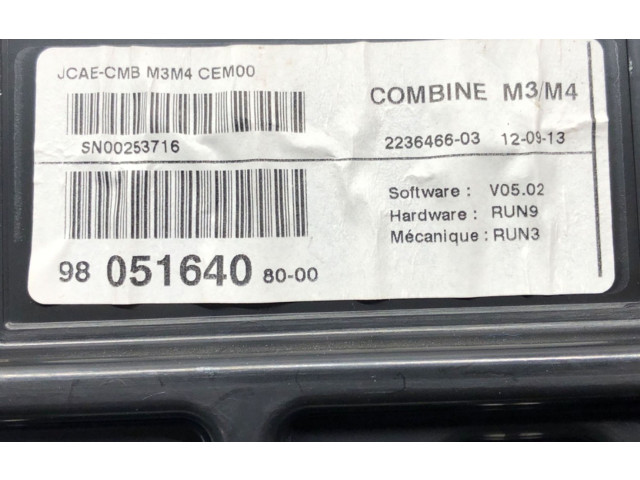 JCAE-CMB M3M4 CEM00
COMBINE M3/M4
SN00253716
2236466-03 12-09-13
Software : V05.02
Hardware : RUN9
Mécanique : RUN3
98 051640 80-00